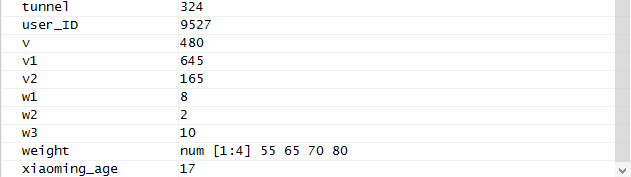 tunnel 324
user_ID 9527
v 480
v1 645
v2 165
w1 8
w2 2
w3 10
weight num [1:4] 55 65 70 80
xiaoming_age 17